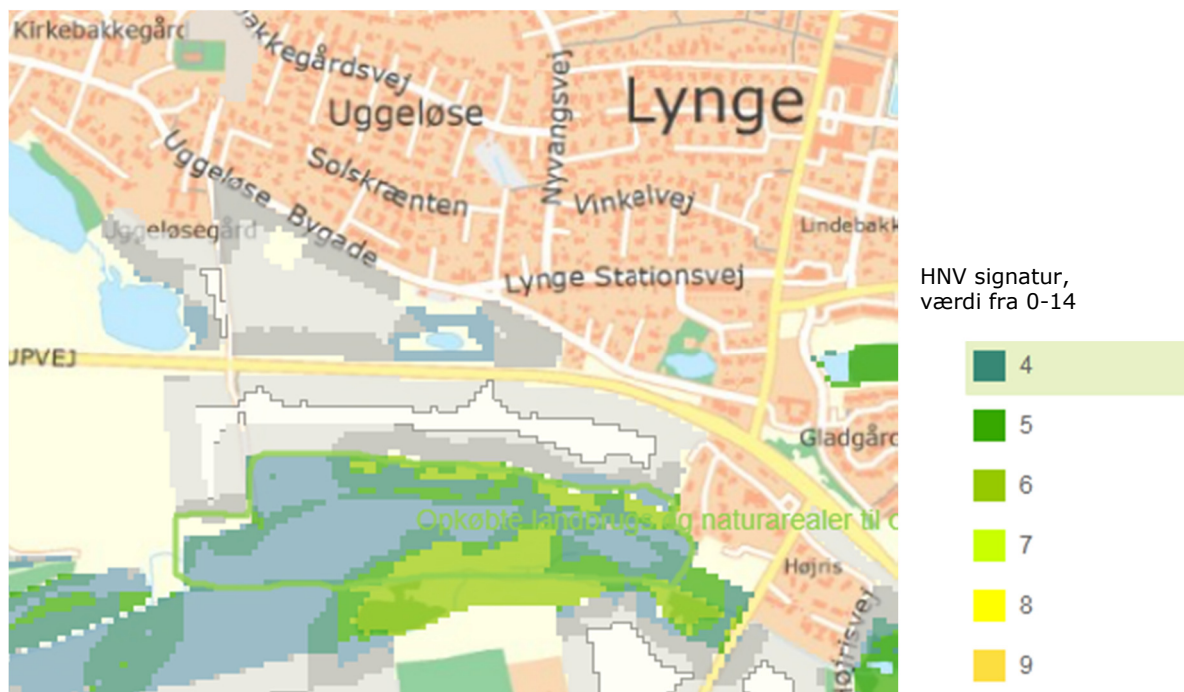 Kirkebakkegård
bakkegårdsvej
Uggeløse
Nyvangsvej
Lynge
Uggeløse Bygade
Solskrænten
Vinkelvej
Lindebakk
Uggeløsegård
Lynge Stationsvej
UPVEJ
Gladgård
Opkøbte landbrugs og naturarealer til
Højris
Højrisvej
HNV signatur,
værdi fra 0-14
4
5
6
7
8
9